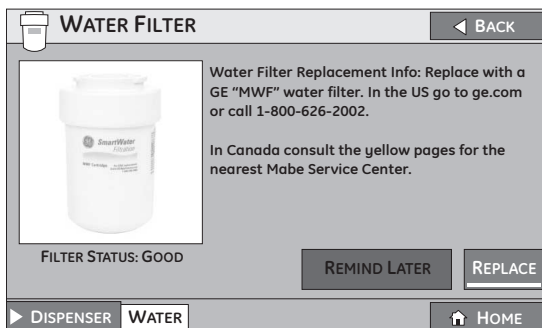 WATER FILTER
BACK
Water Filter Replacement Info: Replace with a
GE “MWF” water filter. In the US go to ge.com
or call 1-800-626-2002.
In Canada consult the yellow pages for the
nearest Mabe Service Center.
SmartWater
Filtration
FILTER STATUS: GOOD
REMIND LATER
REPLACE
DISPENSER
WATER
HOME